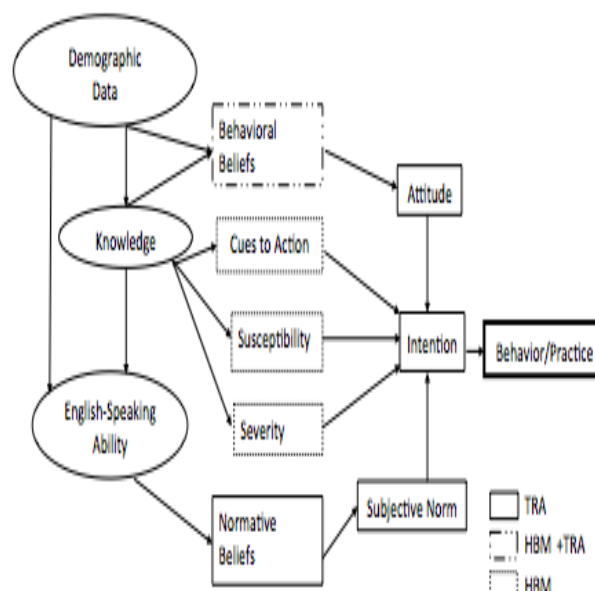 Demographic
Data
Behavioral
Beliefs
Attitude
Knowledge
Cues to Action
Susceptibility
Intention
Behavior/Practice
English-Speaking
Ability
Severity
Normative
Beliefs
Subjective Norm
TRA
HBM +TRA
HBM